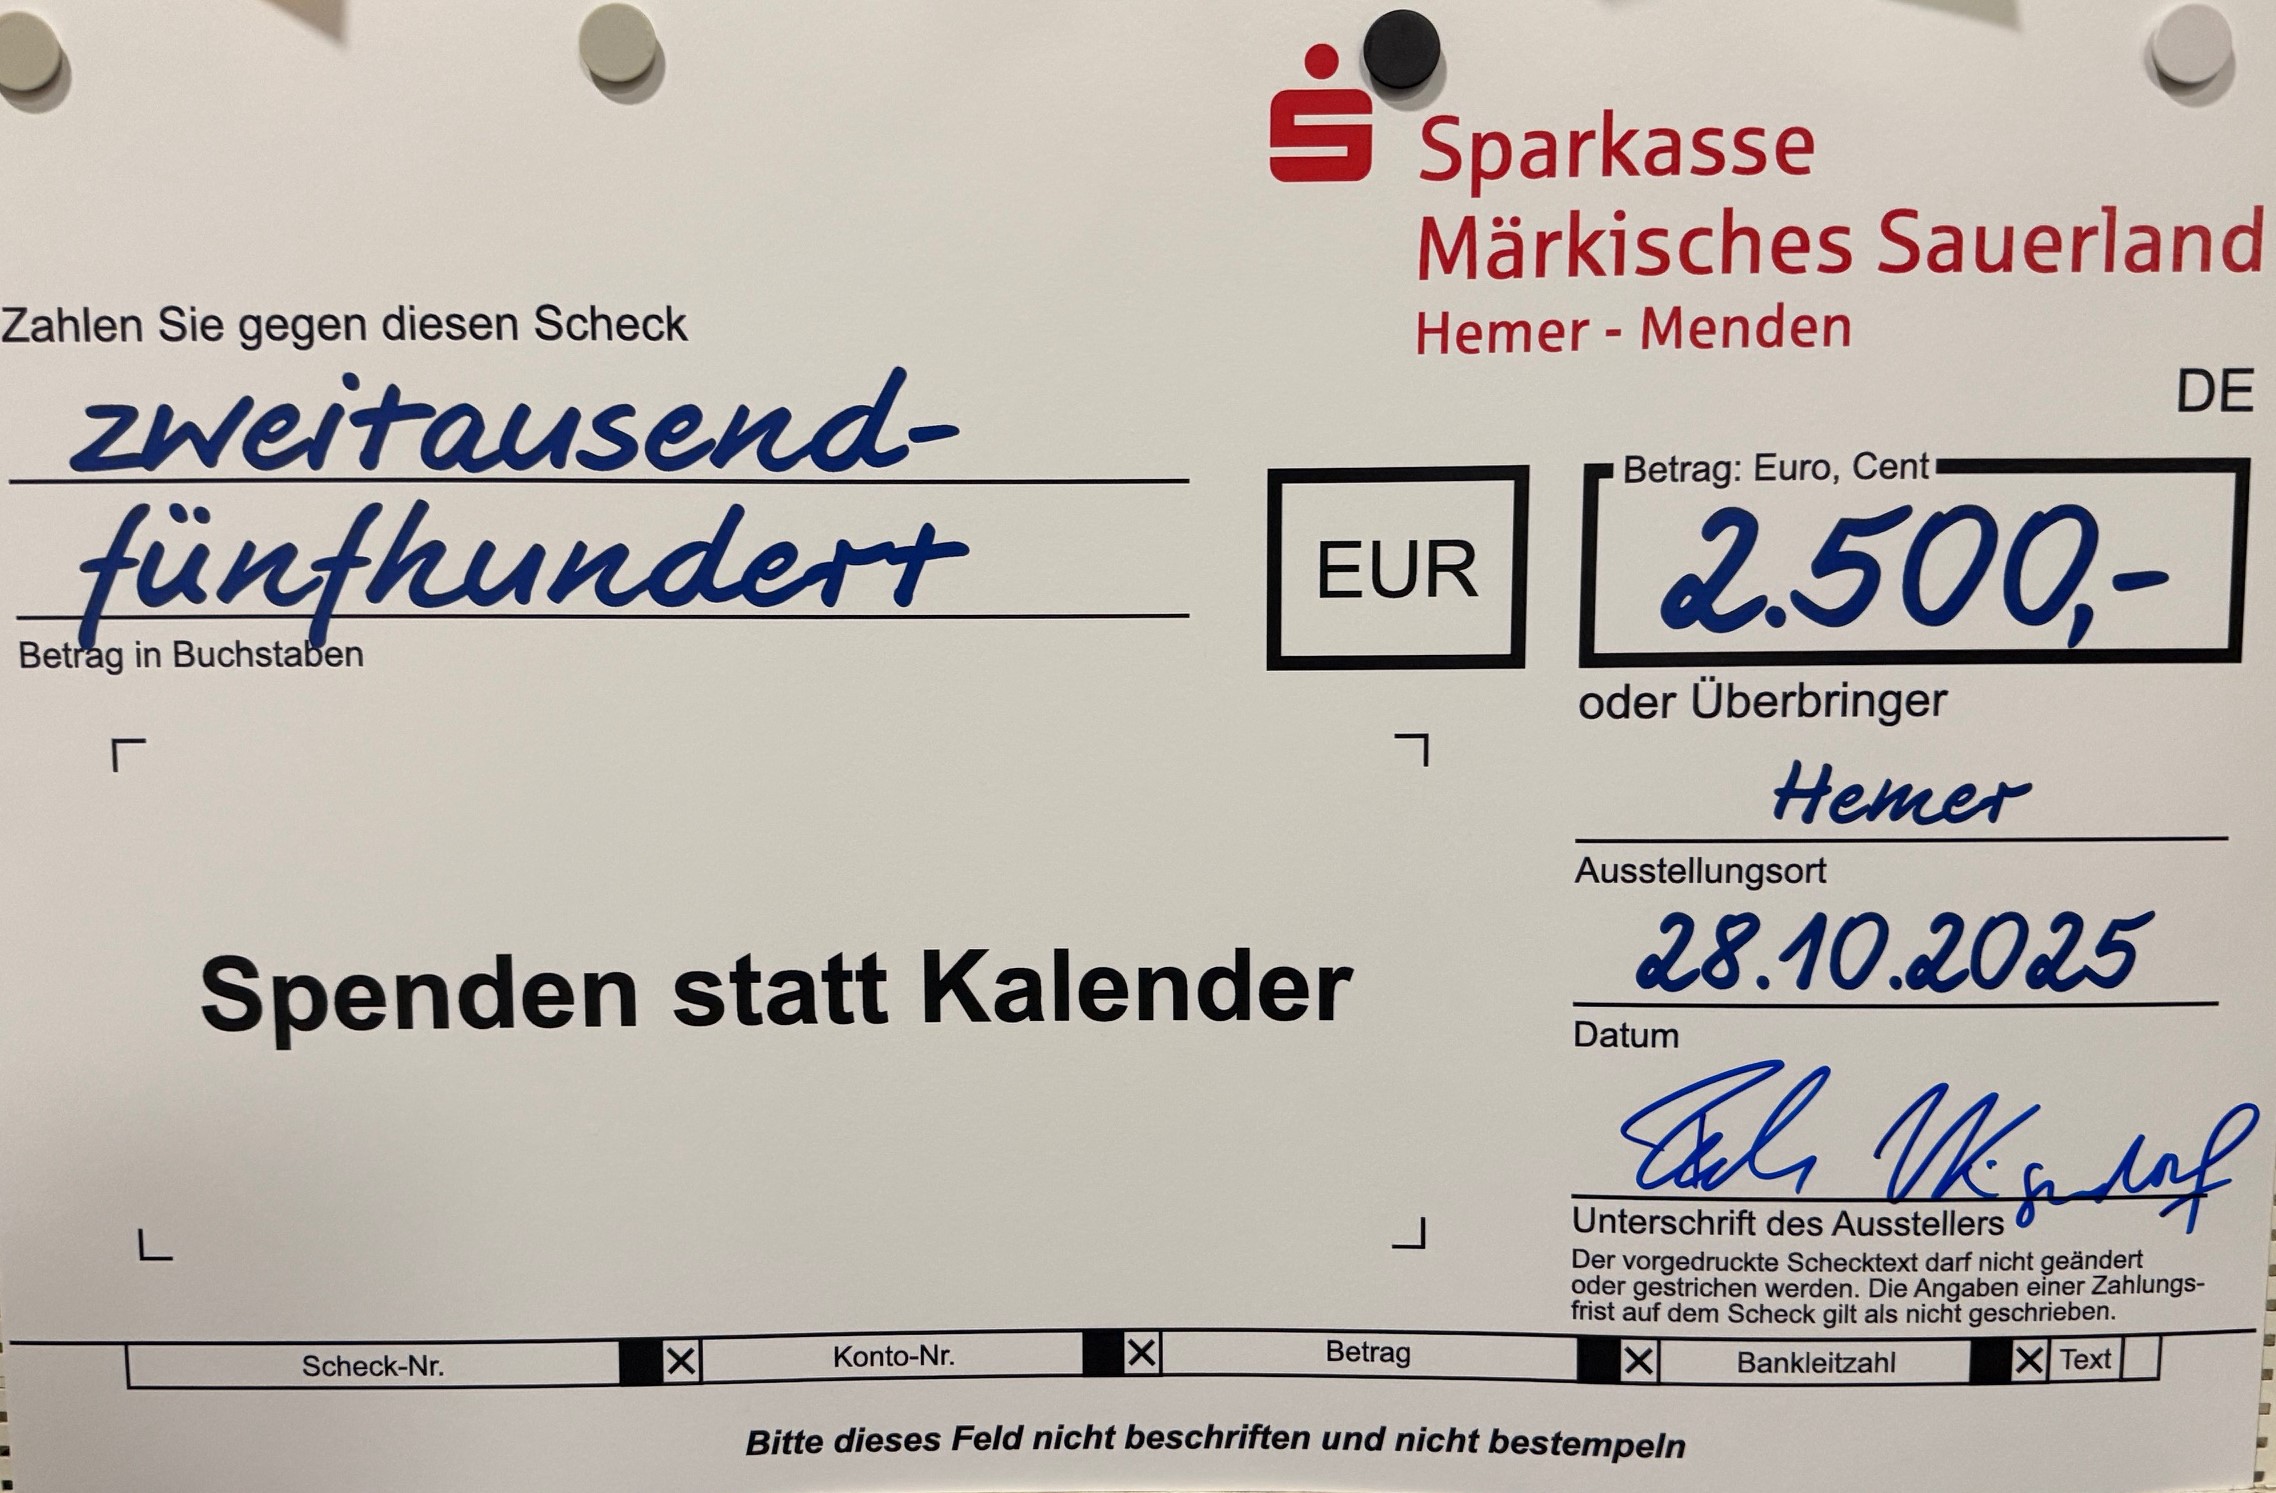 Sparkasse
Märkisches Sauerland
Hemer - Menden
DE
Zahlen Sie gegen diesen Scheck
zweitausend-
fünfhundert
Betrag in Buchstaben
EUR
Betrag: Euro, Cent
2.500,-
oder Überbringer
Hemer
Ausstellungsort
28.10.2025
Datum
Spenden statt Kalender
Unterschrift des Ausstellers
Der vorgedruckte Schecktext darf nicht geändert
oder gestrichen werden. Die Angaben einer Zahlungs-
frist auf dem Scheck gilt als nicht geschrieben.
Scheck-Nr. X Konto-Nr. X Betrag X Bankleitzahl X Text
Bitte dieses Feld nicht beschriften und nicht bestempeln